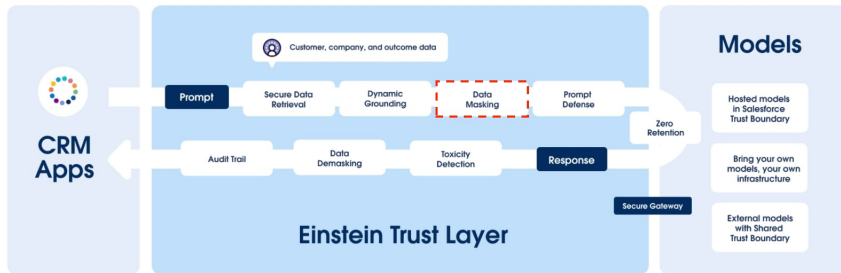 Models
Customer, company, and outcome data
Prompt
Secure Data
Retrieval
Dynamic
Grounding
Data
Masking
Prompt
Defense
Zero
Retention
Hosted models
in Salesforce
Trust Boundary
CRM
Apps
Audit Trail
Data
Demasking
Toxicity
Detection
Response
Bring your own
models, your own
infrastructure
Secure Gateway
External models
with Shared
Trust Boundary
Einstein Trust Layer